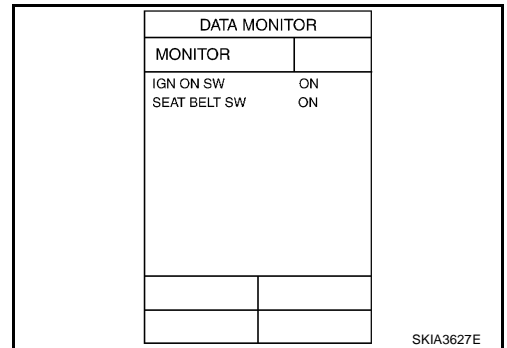 DATA MONITOR
MONITOR
IGN ON SW ON
SEAT BELT SW ON
SKIA3627E